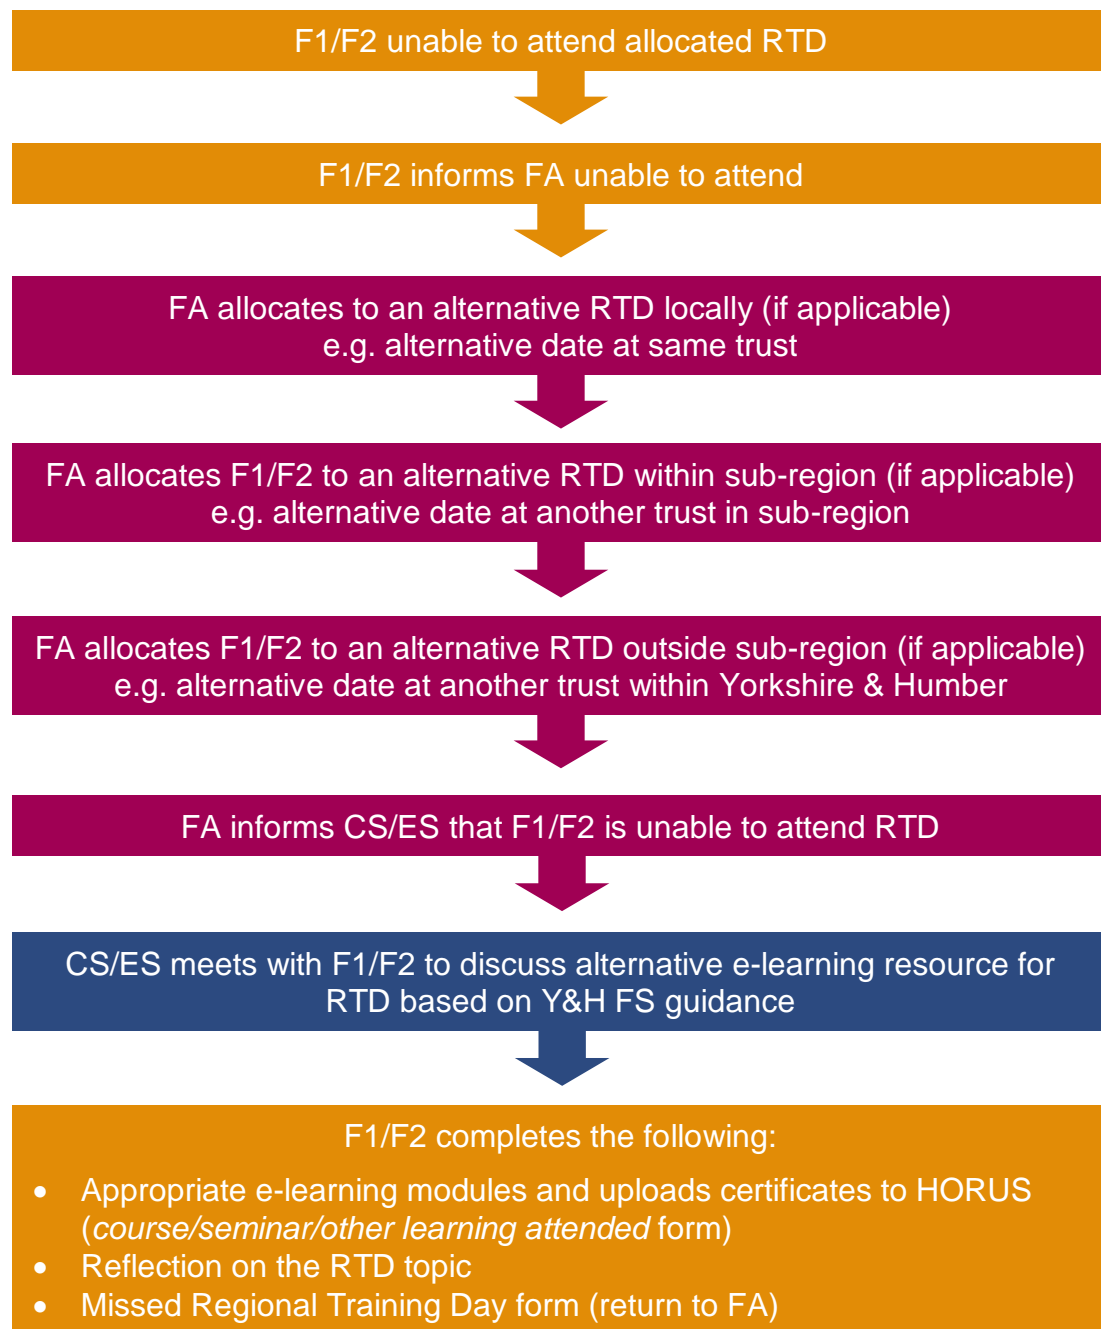 F1/F2 unable to attend allocated RTD
F1/F2 informs FA unable to attend
FA allocates to an alternative RTD locally (if applicable)
e.g. alternative date at same trust
FA allocates F1/F2 to an alternative RTD within sub-region (if applicable)
e.g. alternative date at another trust in sub-region
FA allocates F1/F2 to an alternative RTD outside sub-region (if applicable)
e.g. alternative date at another trust within Yorkshire & Humber
FA informs CS/ES that F1/F2 is unable to attend RTD
CS/ES meets with F1/F2 to discuss alternative e-learning resource for
RTD based on Y&H FS guidance
F1/F2 completes the following:
• Appropriate e-learning modules and uploads certificates to HORUS
(course/seminar/other learning attended form)
• Reflection on the RTD topic
• Missed Regional Training Day form (return to FA)